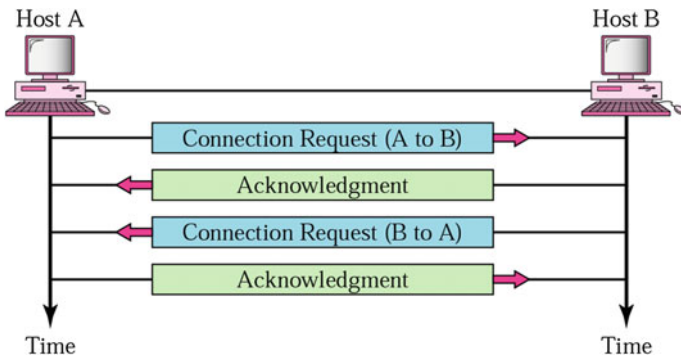 Host A
Host B
Connection Request (A to B)
Acknowledgment
Connection Request (B to A)
Acknowledgment
Time
Time